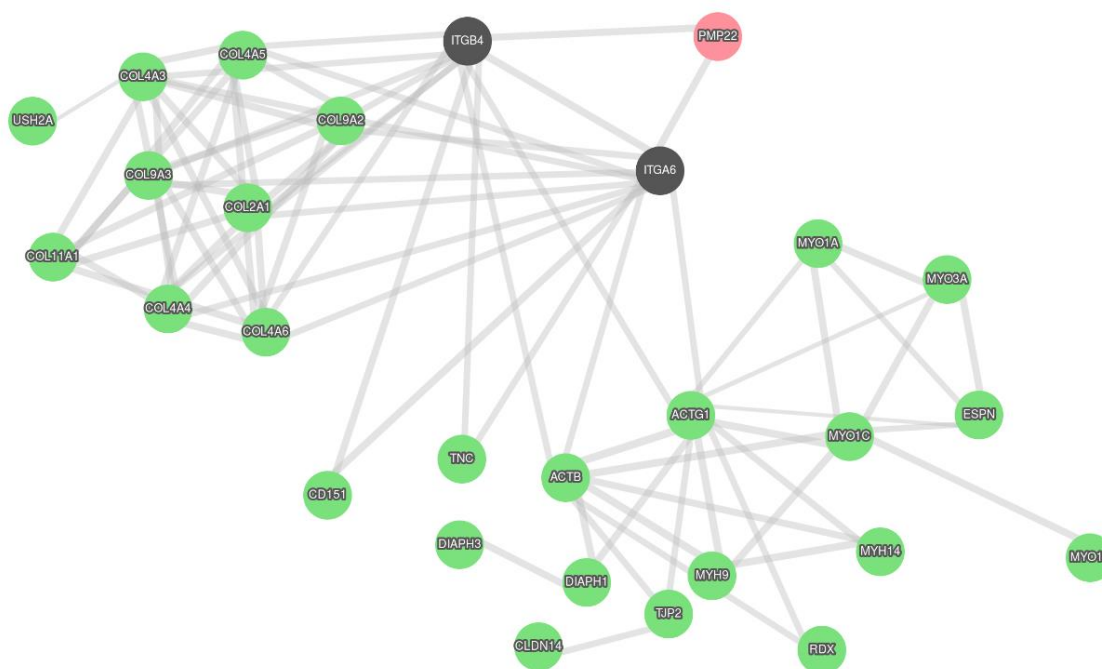 PMP22
ITGB4
COL4A5
COL4A3
USH2A
COL9A2
ITGA6
COL9A3
COL2A1
MYO1A
COL11A1
MYO3A
COL4A4
COL4A6
ACTG1
ESPN
MYO1C
TNC
ACTB
CD151
DIAPH3
MYH14
MYO1
DIAPH1
MYH9
TJP2
CLDN14
RDX